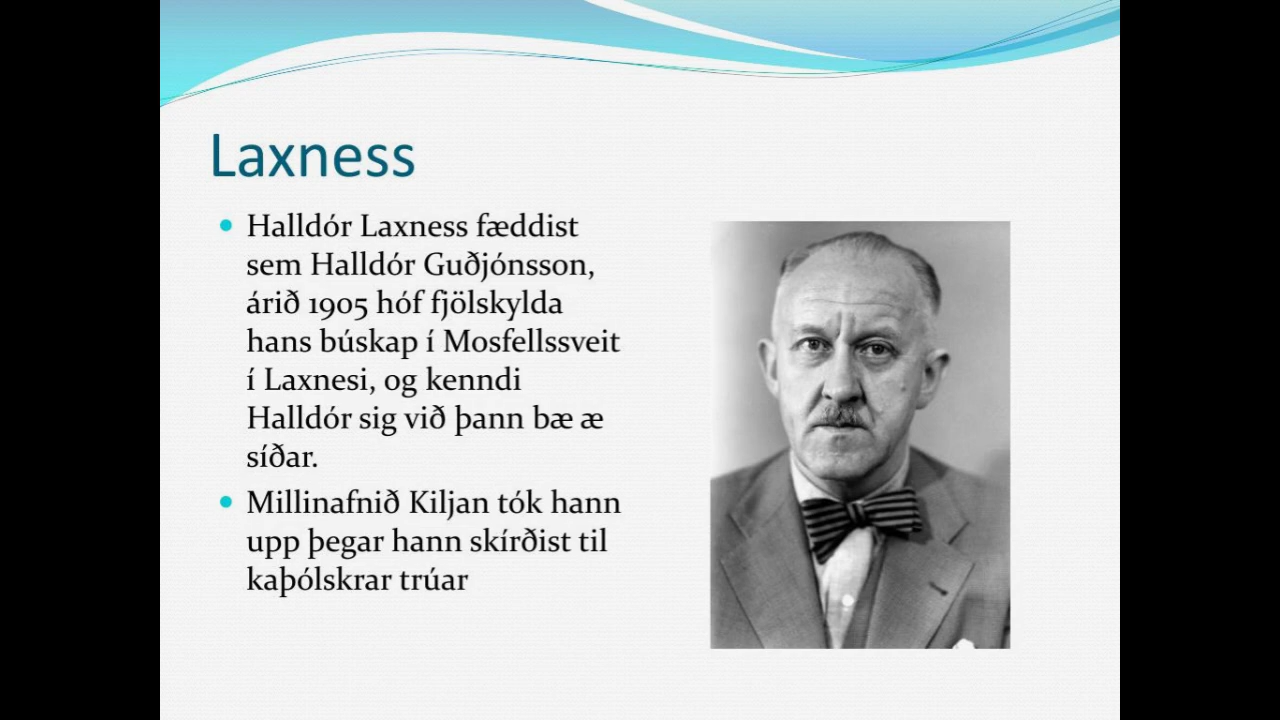 Laxness
Halldór Laxness fæddist
sem Halldór Guðjónsson,
árið 1905 hóf fjölskylda
hans búskap í Mosfellssveit
í Laxnesi, og kenndi
Halldór sig við þann bæ æ
síðar.
Millinafnið Kiljan tók hann
upp þegar hann skírðist til
kaþólskrar trúar